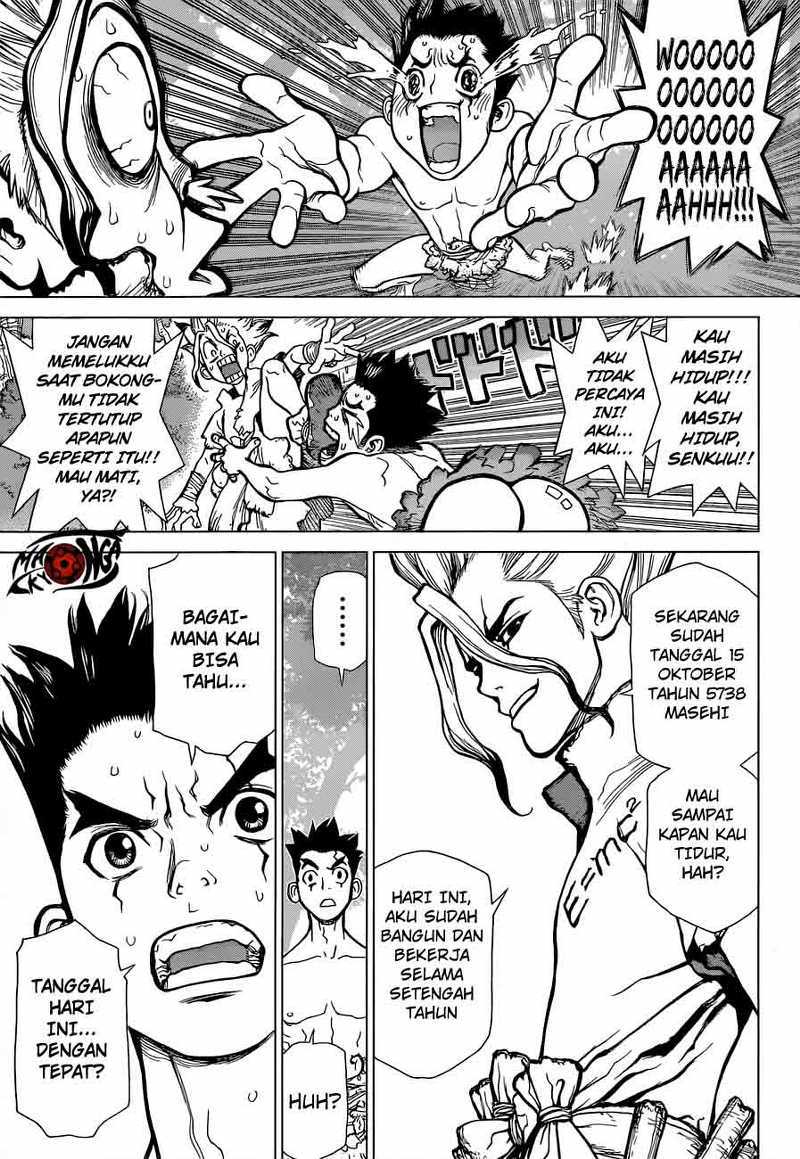 WOOOOO
OOOOOO
OOOOOO
AAAAAA
AAHHH!!!
KAU
MASIH
HIDUP!!!
KAU
MASIH
HIDUP,
SENKUU!!
AKU
TIDAK
PERCAYA
INI!
AKU...
AKU...
ドドド
JANGAN
MEMELUKKU
SAAT BOKONG-
MU TIDAK
TERTUTUP
APAPUN
SEPERTI ITU!!
MAU MATI,
YA?!
SEKARANG
SUDAH
TANGGAL 15
OKTOBER
TAHUN 5738
MASEHI
MAU
SAMPAI
KAPAN KAU
TIDUR,
HAH?
E=mc²
HARI INI,
AKU SUDAH
BANGUN DAN
BEKERJA
SELAMA
SETENGAH
TAHUN
......
HUH?
BAGAI-
MANA KAU
BISA
TAHU...
TANGGAL
HARI
INI...
DENGAN
TEPAT?